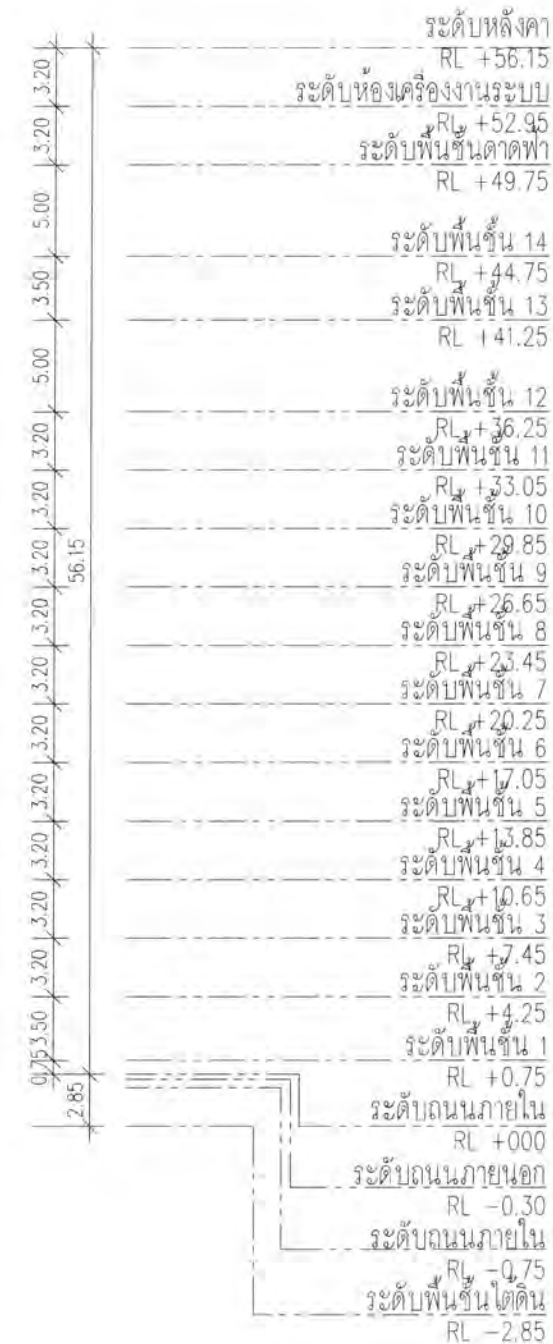 ระดับหลังคา
RL +56.15
ระดับห้องเครื่องงานระบบ
RL +52.95
ระดับพื้นชั้นดาดฟ้า
RL +49.75
ระดับพื้นชั้น 14
RL +44.75
ระดับพื้นชั้น 13
RL +41.25
ระดับพื้นชั้น 12
RL +36.25
ระดับพื้นชั้น 11
RL +33.05
ระดับพื้นชั้น 10
RL +29.85
ระดับพื้นชั้น 9
RL +26.65
ระดับพื้นชั้น 8
RL +23.45
ระดับพื้นชั้น 7
RL +20.25
ระดับพื้นชั้น 6
RL +17.05
ระดับพื้นชั้น 5
RL +13.85
ระดับพื้นชั้น 4
RL +10.65
ระดับพื้นชั้น 3
RL +7.45
ระดับพื้นชั้น 2
RL +4.25
ระดับพื้นชั้น 1
RL +0.75
ระดับถนนภายใน
RL +000
ระดับถนนภายนอก
RL -0.30
ระดับถนนภายใน
RL -0.75
ระดับพื้นชั้นใต้ดิน
RL -2.85
3.20
3.20
5.00
3.50
5.00
3.20
3.20
3.20
3.20
3.20
3.20
3.20
3.20
3.20
3.20
3.50
0.75
56.15
2.85